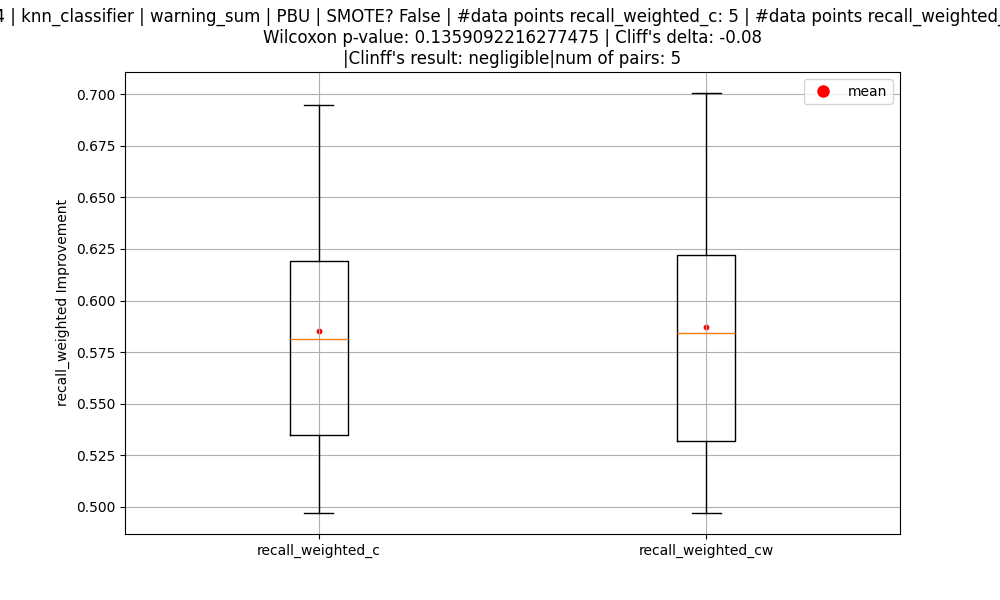 4 | knn_classifier | warning_sum | PBU | SMOTE? False | #data points recall_weighted_c: 5 | #data points recall_weighted_
Wilcoxon p-value: 0.1359092216277475 | Cliff's delta: -0.08
|Clinff's result: negligible|num of pairs: 5
mean
0.700
0.675
0.650
0.625
0.600
0.575
0.550
0.525
0.500
recall_weighted Improvement
recall_weighted_c
recall_weighted_cw